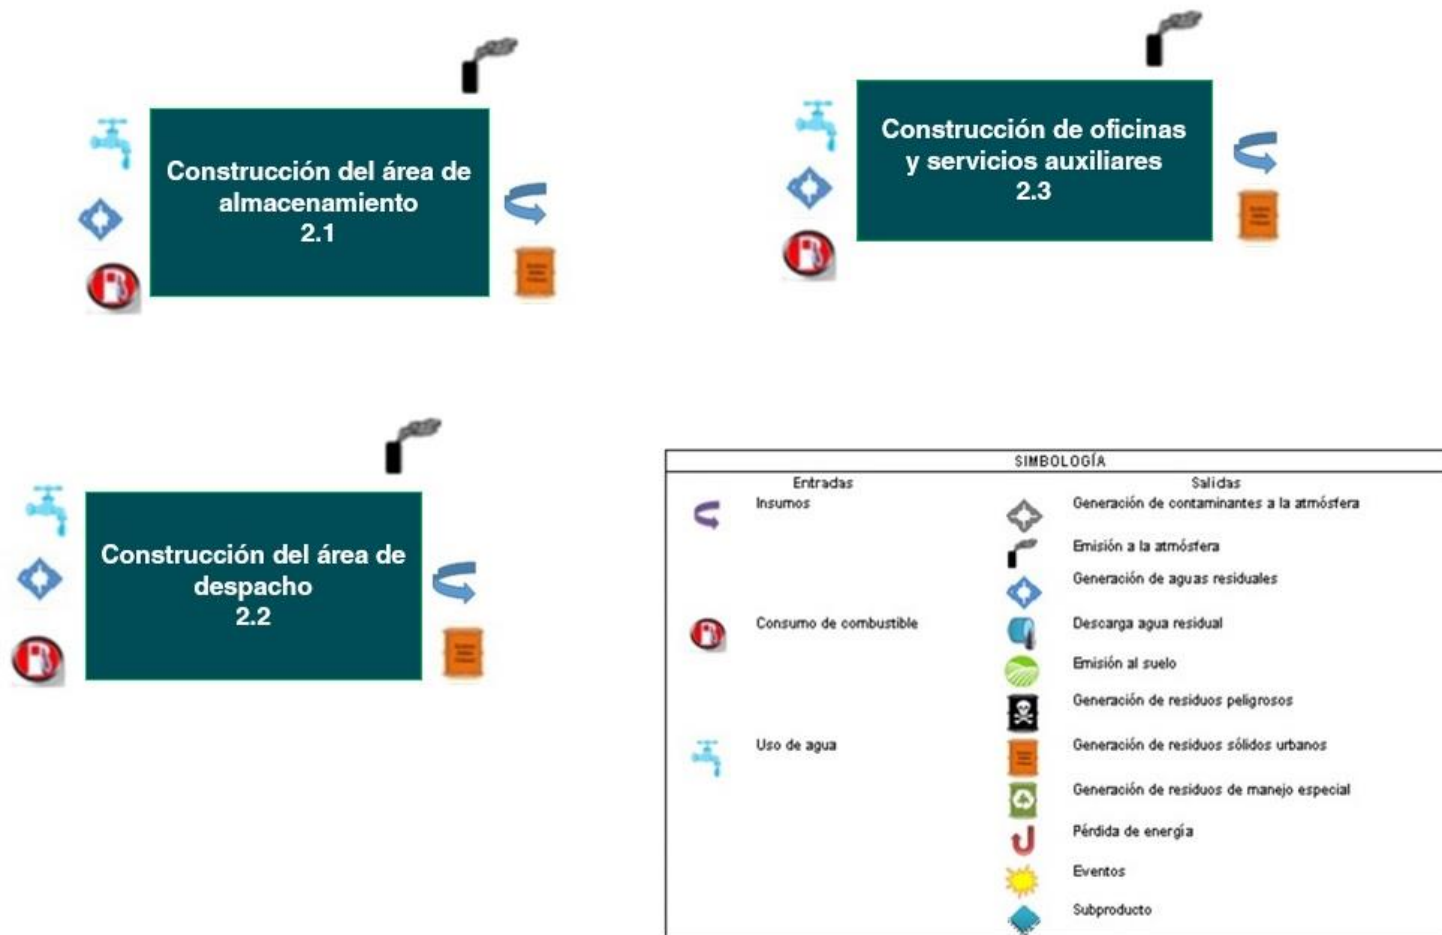 Construcción del área de
almacenamiento
2.1
Construcción de oficinas
y servicios auxiliares
2.3
Construcción del área de
despacho
2.2
SIMBOLOGÍA
Entradas
Salidas
Insumos
Generación de contaminantes a la atmósfera
Emisión a la atmósfera
Generación de aguas residuales
Consumo de combustible
Descarga agua residual
Emisión al suelo
Generación de residuos peligrosos
Uso de agua
Generación de residuos sólidos urbanos
Generación de residuos de manejo especial
Pérdida de energía
Eventos
Subproducto